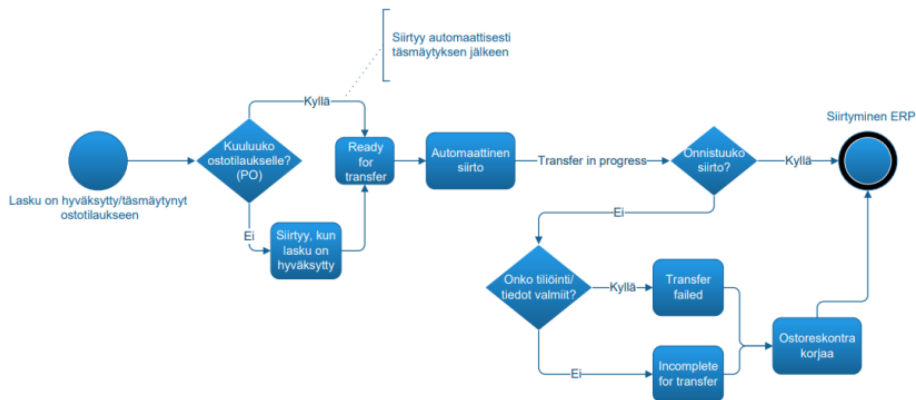 Siirtyy automaattisesti
täsmäytyksen jälkeen
Kyllä
Siirtyminen ERP
Kuuluuko
ostotilaukselle?
(PO)
Ready
for
transfer
Automaattinen
siirto
Transfer in progress
Onnistuuko
siirto?
Kyllä
Lasku on hyväksytty/täsmäytynyt
ostotilaukseen
Ei
Siirtyy, kun
lasku on
hyväksytty
Ei
Onko tiliöinti/
tiedot valmiit?
Kyllä
Transfer
failed
Ostoreskontra
korjaa
Ei
Incomplete
for transfer